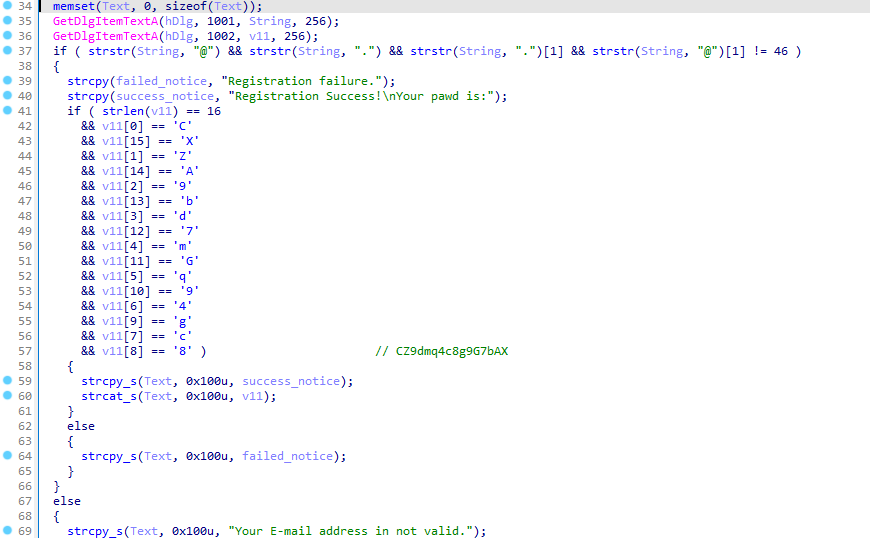 34 memset(Text, 0, sizeof(Text));
35 GetDlgItemTextA(hDlg, 1001, String, 256);
36 GetDlgItemTextA(hDlg, 1002, v11, 256);
37 if ( strstr(String, "@") && strstr(String, ".") && strstr(String, ".")[1] && strstr(String, "@")[1] != 46 )
38 {
39 strcpy(failed_notice, "Registration failure.");
40 strcpy(success_notice, "Registration Success!\nYour pawd is:");
41 if ( strlen(v11) == 16
42 && v11[0] == 'C'
43 && v11[15] == 'X'
44 && v11[1] == 'Z'
45 && v11[14] == 'A'
46 && v11[2] == '9'
47 && v11[13] == 'b'
48 && v11[3] == 'd'
49 && v11[12] == '7'
50 && v11[4] == 'm'
51 && v11[11] == 'G'
52 && v11[5] == 'q'
53 && v11[10] == '9'
54 && v11[6] == '4'
55 && v11[9] == 'g'
56 && v11[7] == 'c'
57 && v11[8] == '8' ) // CZ9dmq4c8g9G7bAX
58 {
59 strcpy_s(Text, 0x100u, success_notice);
60 strcat_s(Text, 0x100u, v11);
61 }
62 else
63 {
64 strcpy_s(Text, 0x100u, failed_notice);
65 }
66 }
67 else
68 {
69 strcpy_s(Text, 0x100u, "Your E-mail address in not valid.");